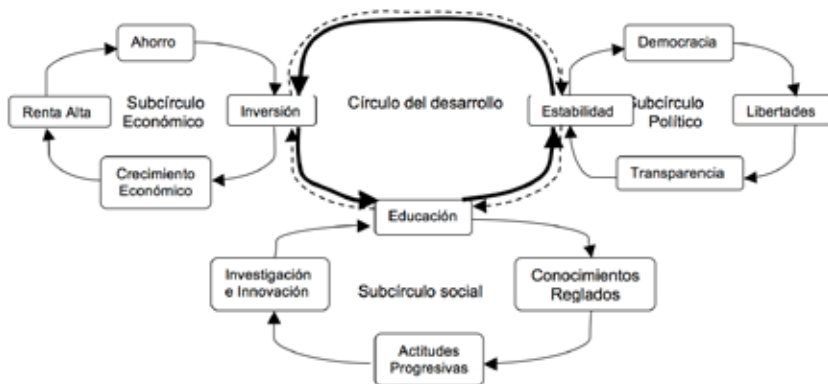 Ahorro
Renta Alta
Subcírculo
Económico
Inversión
Crecimiento
Económico
Círculo del desarrollo
Democracia
Estabilidad
Subcírculo
Político
Libertades
Transparencia
Educación
Investigación
e Innovación
Subcírculo social
Conocimientos
Reglados
Actitudes
Progresivas